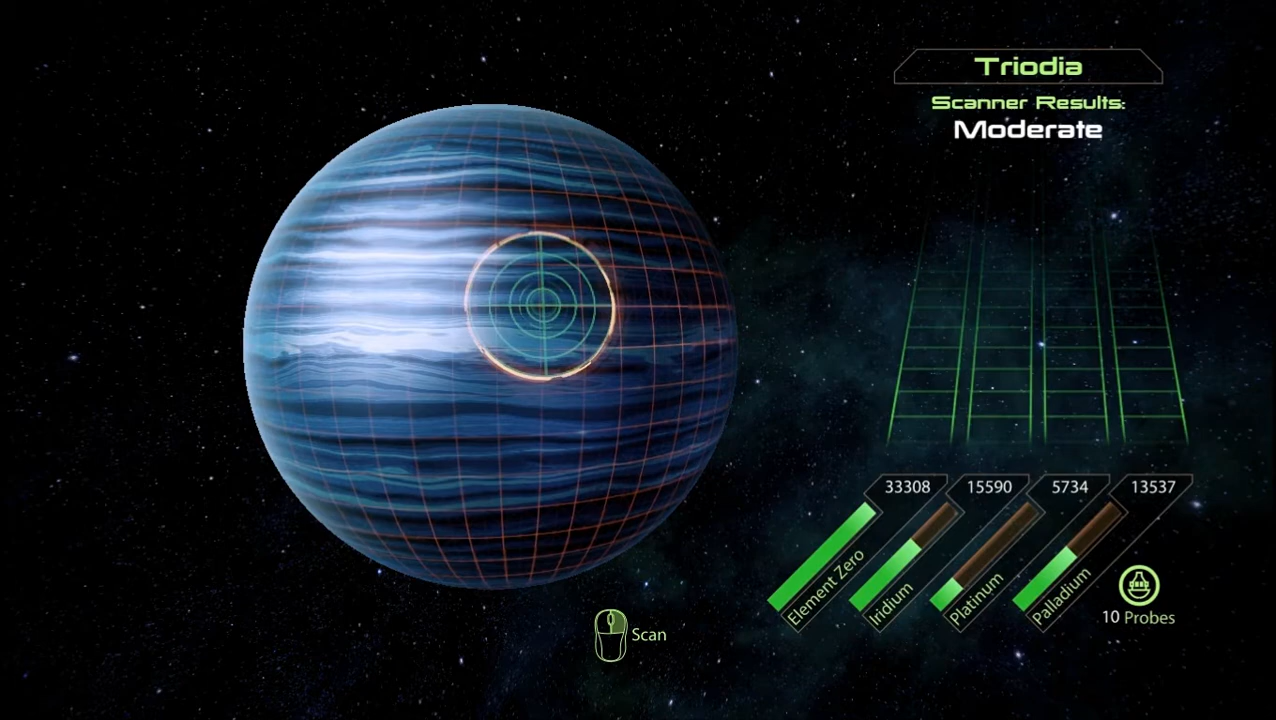 Triodia
Scanner Results:
Moderate
33308
15590
5734
13537
Element Zero
Iridium
Platinum
Palladium
10 Probes
Scan